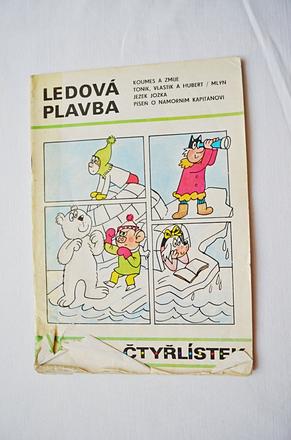 LEDOVÁ
PLAVBA
KOUMES A ZMIJE
TONIK, VLASTIK A HUBERT / MLYN
JEZEK JOZKA
PISEN O NAMORNIM KAPITANOVI
ČTYŘLÍSTEK